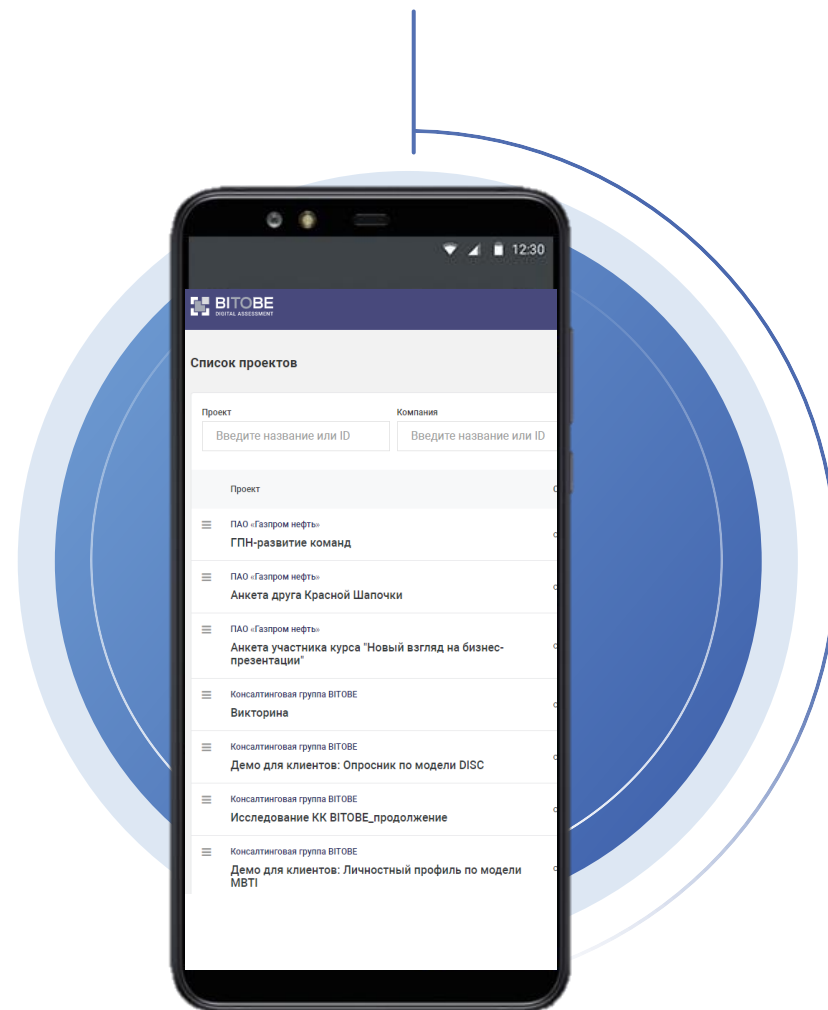 12:30
BITOBE
DIGITAL ASSESSMENT
Список проектов
Проект
Компания
Введите название или ID
Введите название или ID
Проект
ПАО «Газпром нефть»
ГПН-развитие команд
ПАО «Газпром нефть»
Анкета друга Красной Шапочки
ПАО «Газпром нефть»
Анкета участника курса "Новый взгляд на бизнес-
презентации"
Консалтинговая группа BITOBE
Викторина
Консалтинговая группа BITOBE
Демо для клиентов: Опросник по модели DISC
Консалтинговая группа BITOBE
Исследование КК BITOBE_продолжение
Консалтинговая группа BITOBE
Демо для клиентов: Личностный профиль по модели
MBTI